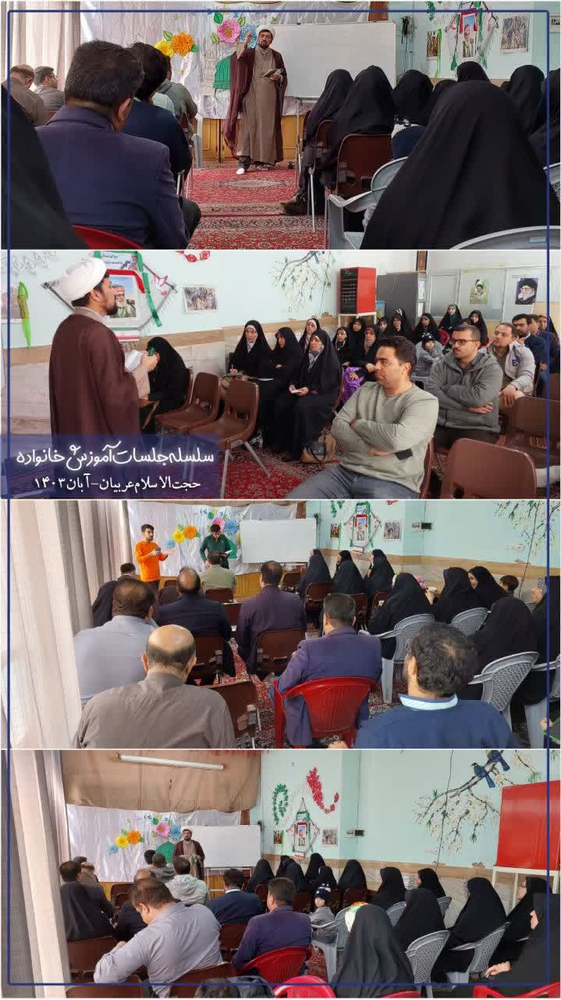 سلسله جلسات آموزش خانواده
حجت الاسلام عربیان - آبان ۱۴۰۳